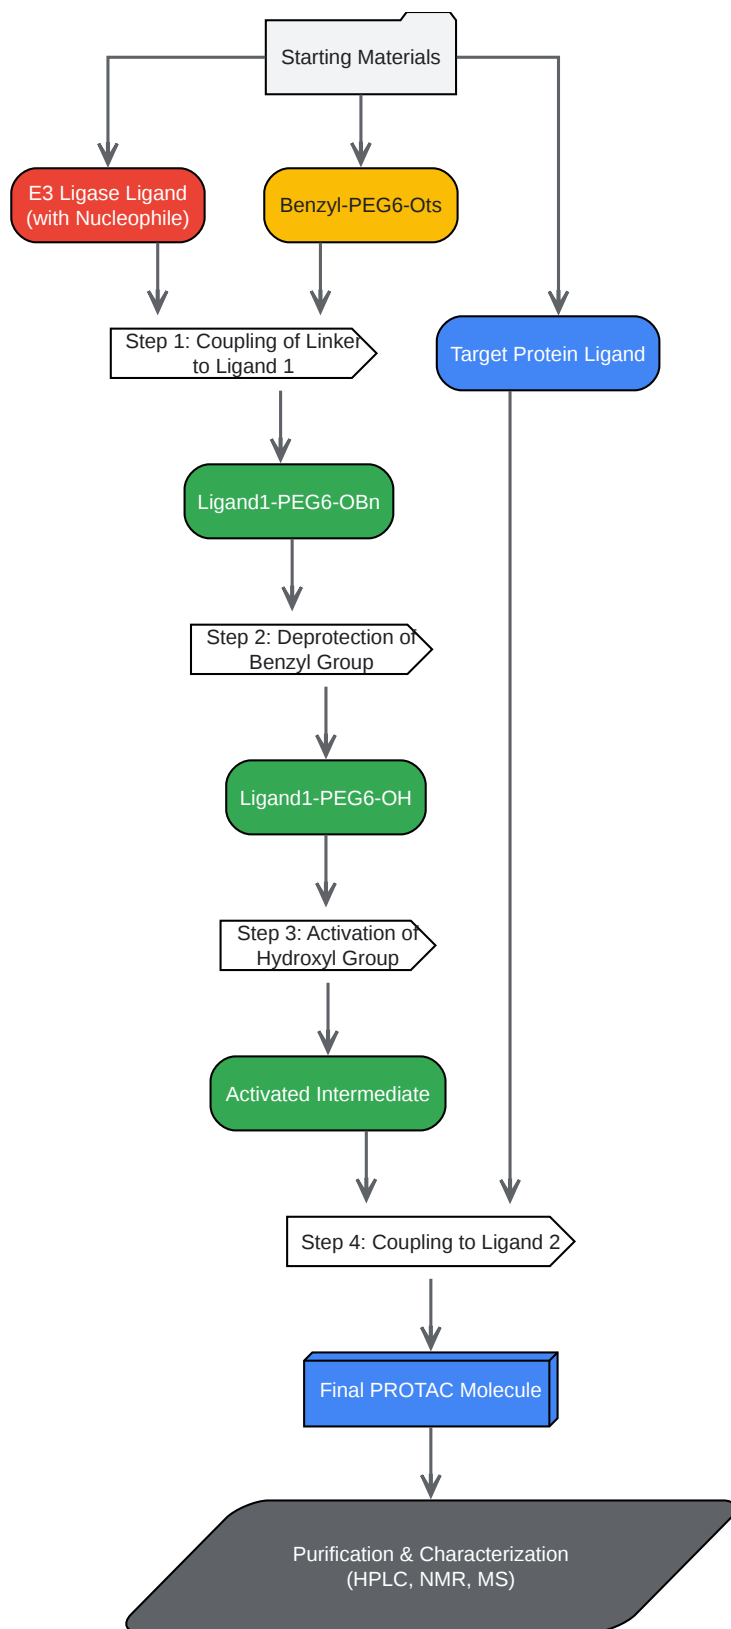 Starting Materials
E3 Ligase Ligand
(with Nucleophile)
Benzyl-PEG6-Ots
Step 1: Coupling of Linker
to Ligand 1
Target Protein Ligand
Ligand1-PEG6-OBn
Step 2: Deprotection of
Benzyl Group
Ligand1-PEG6-OH
Step 3: Activation of
Hydroxyl Group
Activated Intermediate
Step 4: Coupling to Ligand 2
Final PROTAC Molecule
Purification & Characterization
(HPLC, NMR, MS)